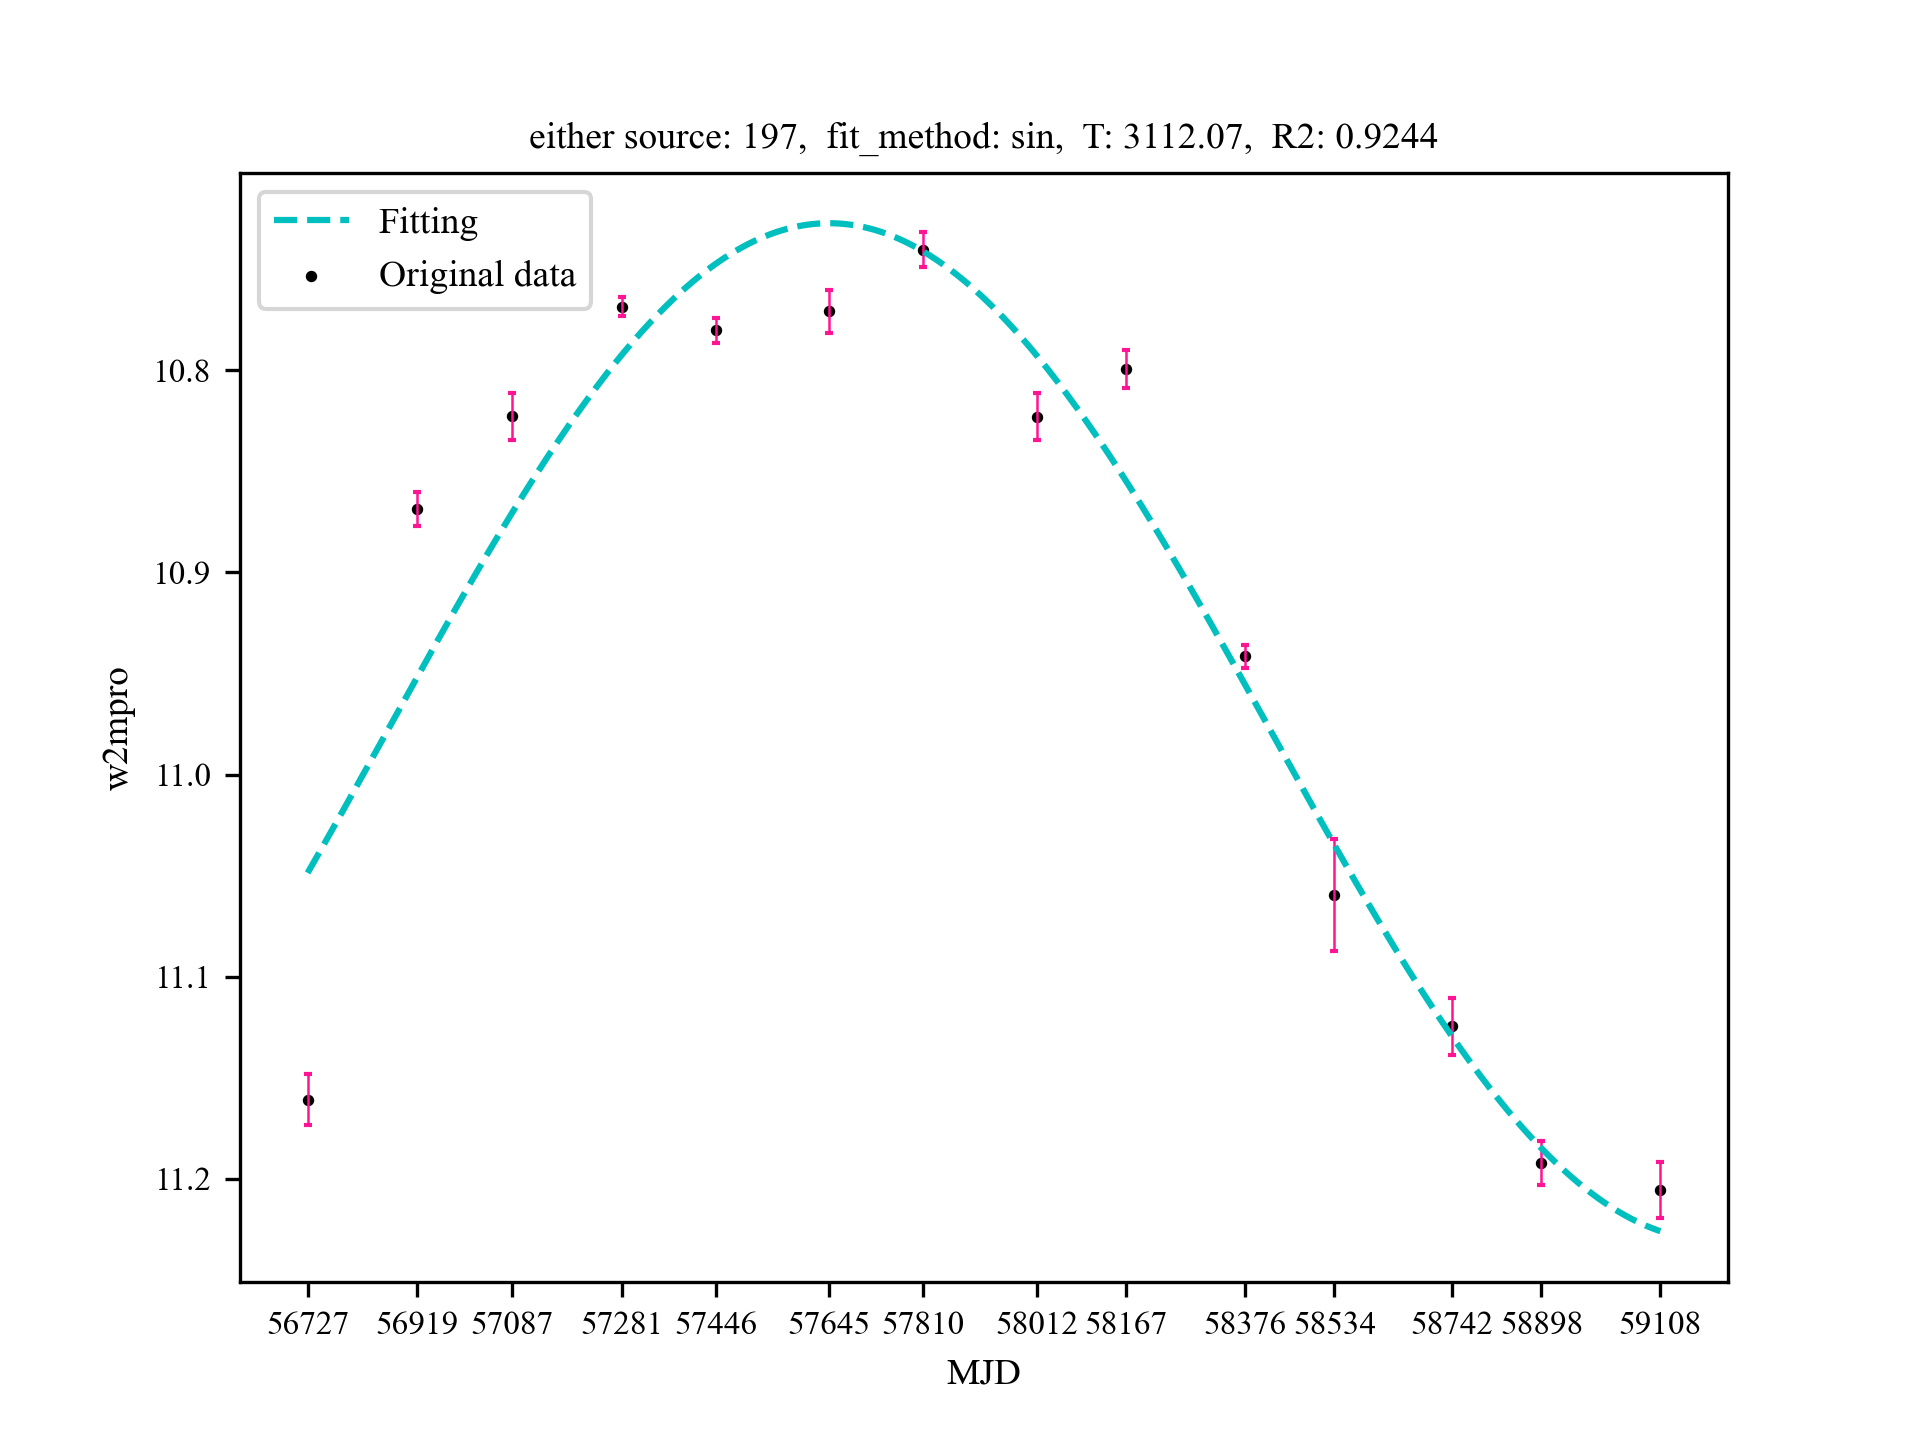 either source: 197,  fit_method: sin,  T: 3112.07,  R2: 0.9244
Fitting
Original data
10.8
10.9
11.0
11.1
11.2
w2mpro
56727 56919 57087 57281 57446 57645 57810 58012 58167 58376 58534 58742 58898 59108
MJD